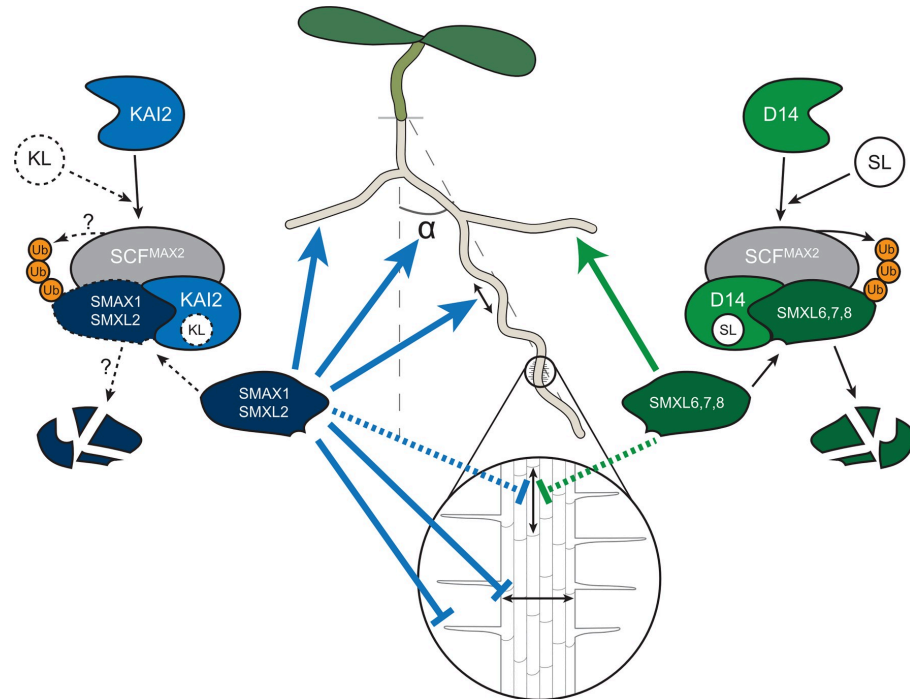 KAI2
D14
KL
SL
?
Ub
Ub
Ub
SCF^MAX2
SMAX1
SMXL2
KAI2
KL
?
α
SCF^MAX2
Ub
Ub
Ub
D14
SL
SMXL6,7,8
SMAX1
SMXL2
SMXL6,7,8